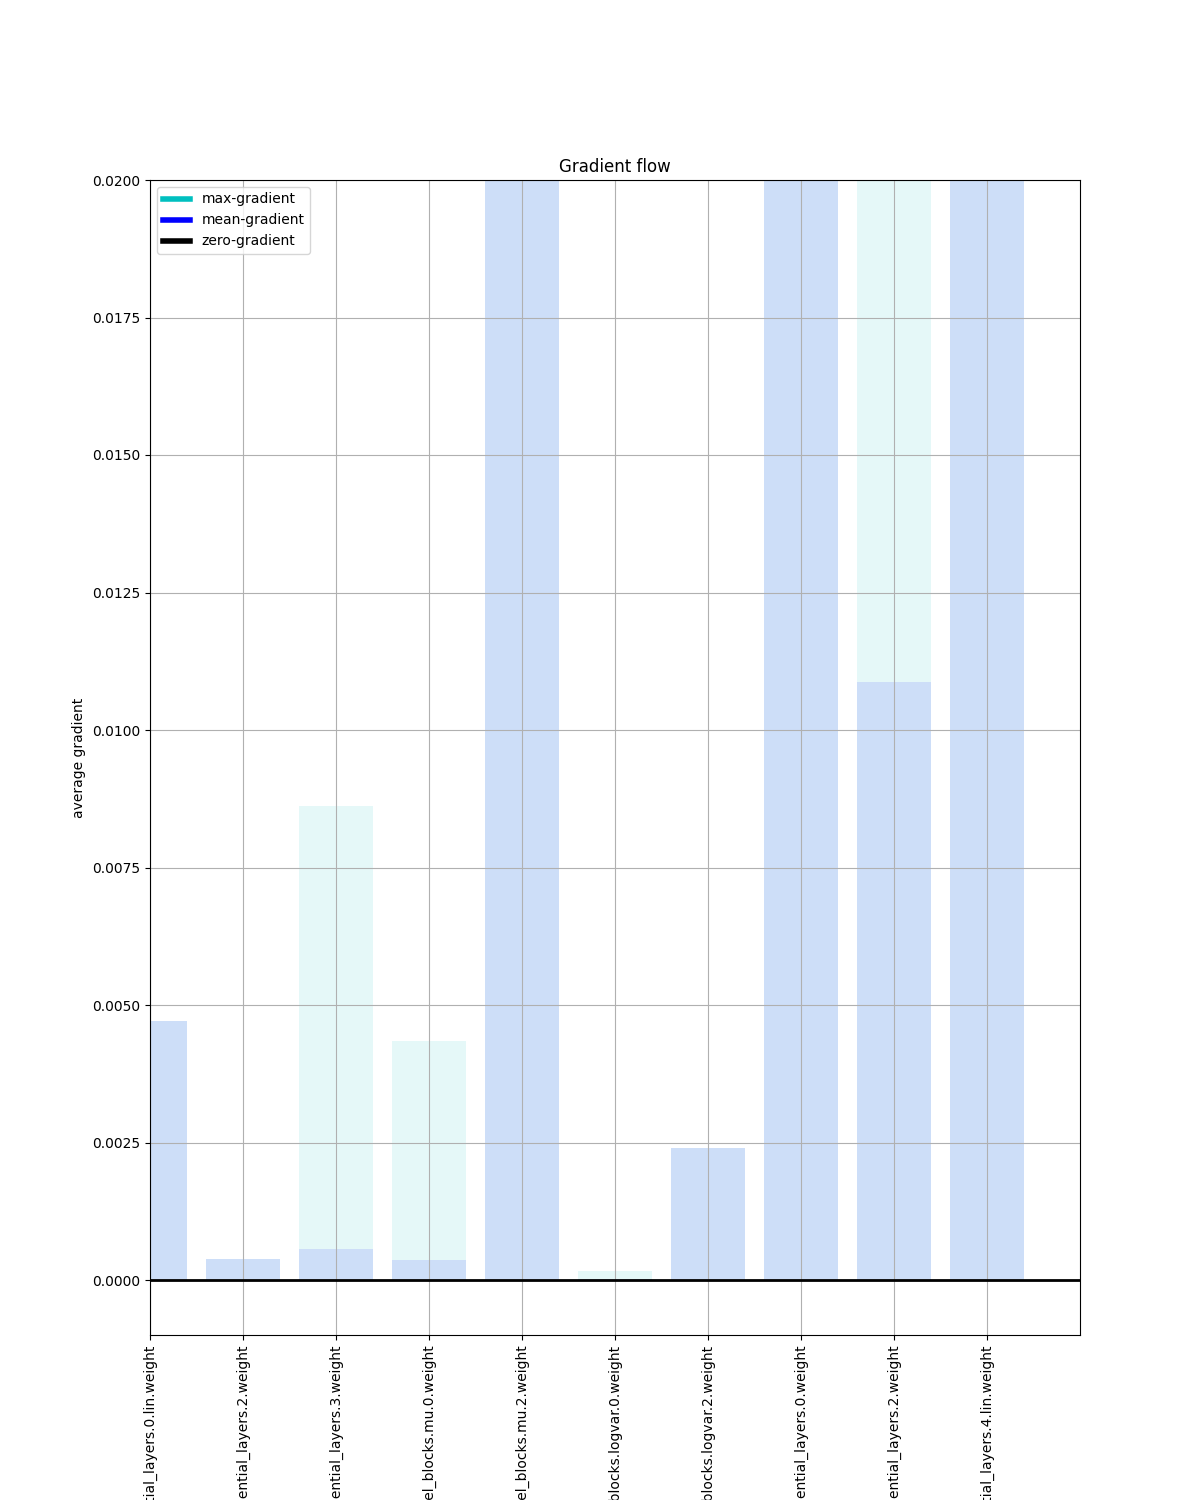 Gradient flow
max-gradient
mean-gradient
zero-gradient
0.0200
0.0175
0.0150
0.0125
0.0100
0.0075
0.0050
0.0025
0.0000
average gradient
tial_layers.0.lin.weight
ential_layers.2.weight
ential_layers.3.weight
el_blocks.mu.0.weight
el_blocks.mu.2.weight
blocks.logvar.0.weight
blocks.logvar.2.weight
ential_layers.0.weight
ential_layers.2.weight
tial_layers.4.lin.weight